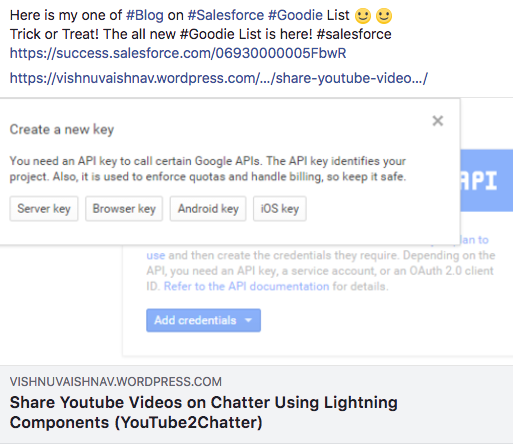 Here is my one of #Blog on #Salesforce #Goodie List 🙂 🙂
Trick or Treat! The all new #Goodie List is here! #salesforce
https://success.salesforce.com/06930000005FbwR
https://vishnuvaishnav.wordpress.com/.../share-youtube-video.../
Create a new key
You need an API key to call certain Google APIs. The API key identifies your
project. Also, it is used to enforce quotas and handle billing, so keep it safe.
Server key Browser key Android key iOS key
API
plan to
use and then create the credentials they require. Depending on the
API, you need an API key, a service account, or an OAuth 2.0 client
ID. Refer to the API documentation for details.
Add credentials
VISHNUVAISHNAV.WORDPRESS.COM
Share Youtube Videos on Chatter Using Lightning
Components (YouTube2Chatter)